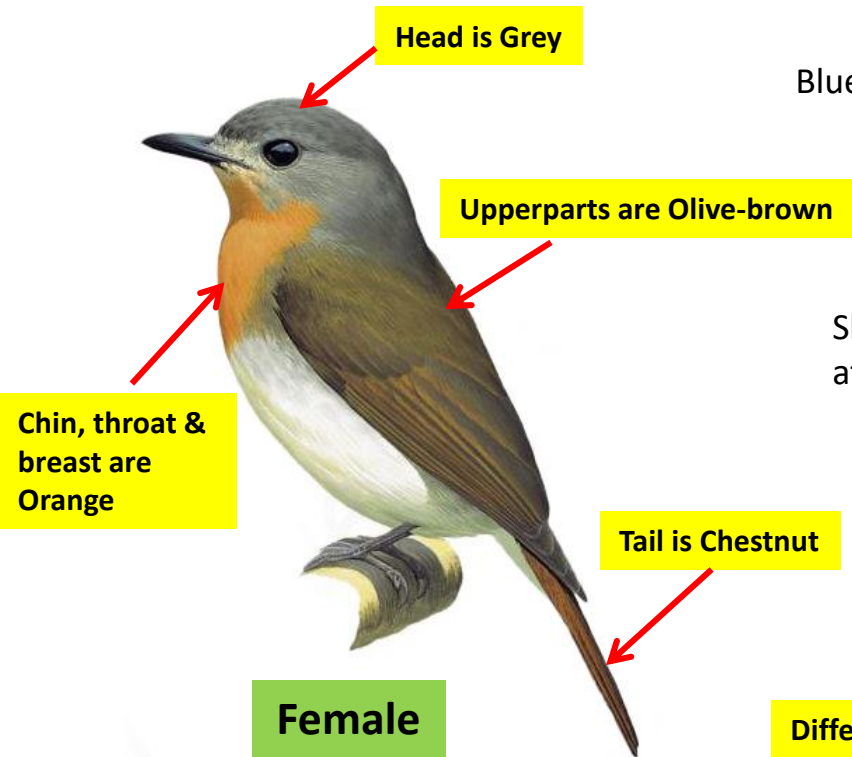 Head is Grey
Blue
Upperparts are Olive-brown
Chin, throat &
breast are
Orange
Tail is Chestnut
Female